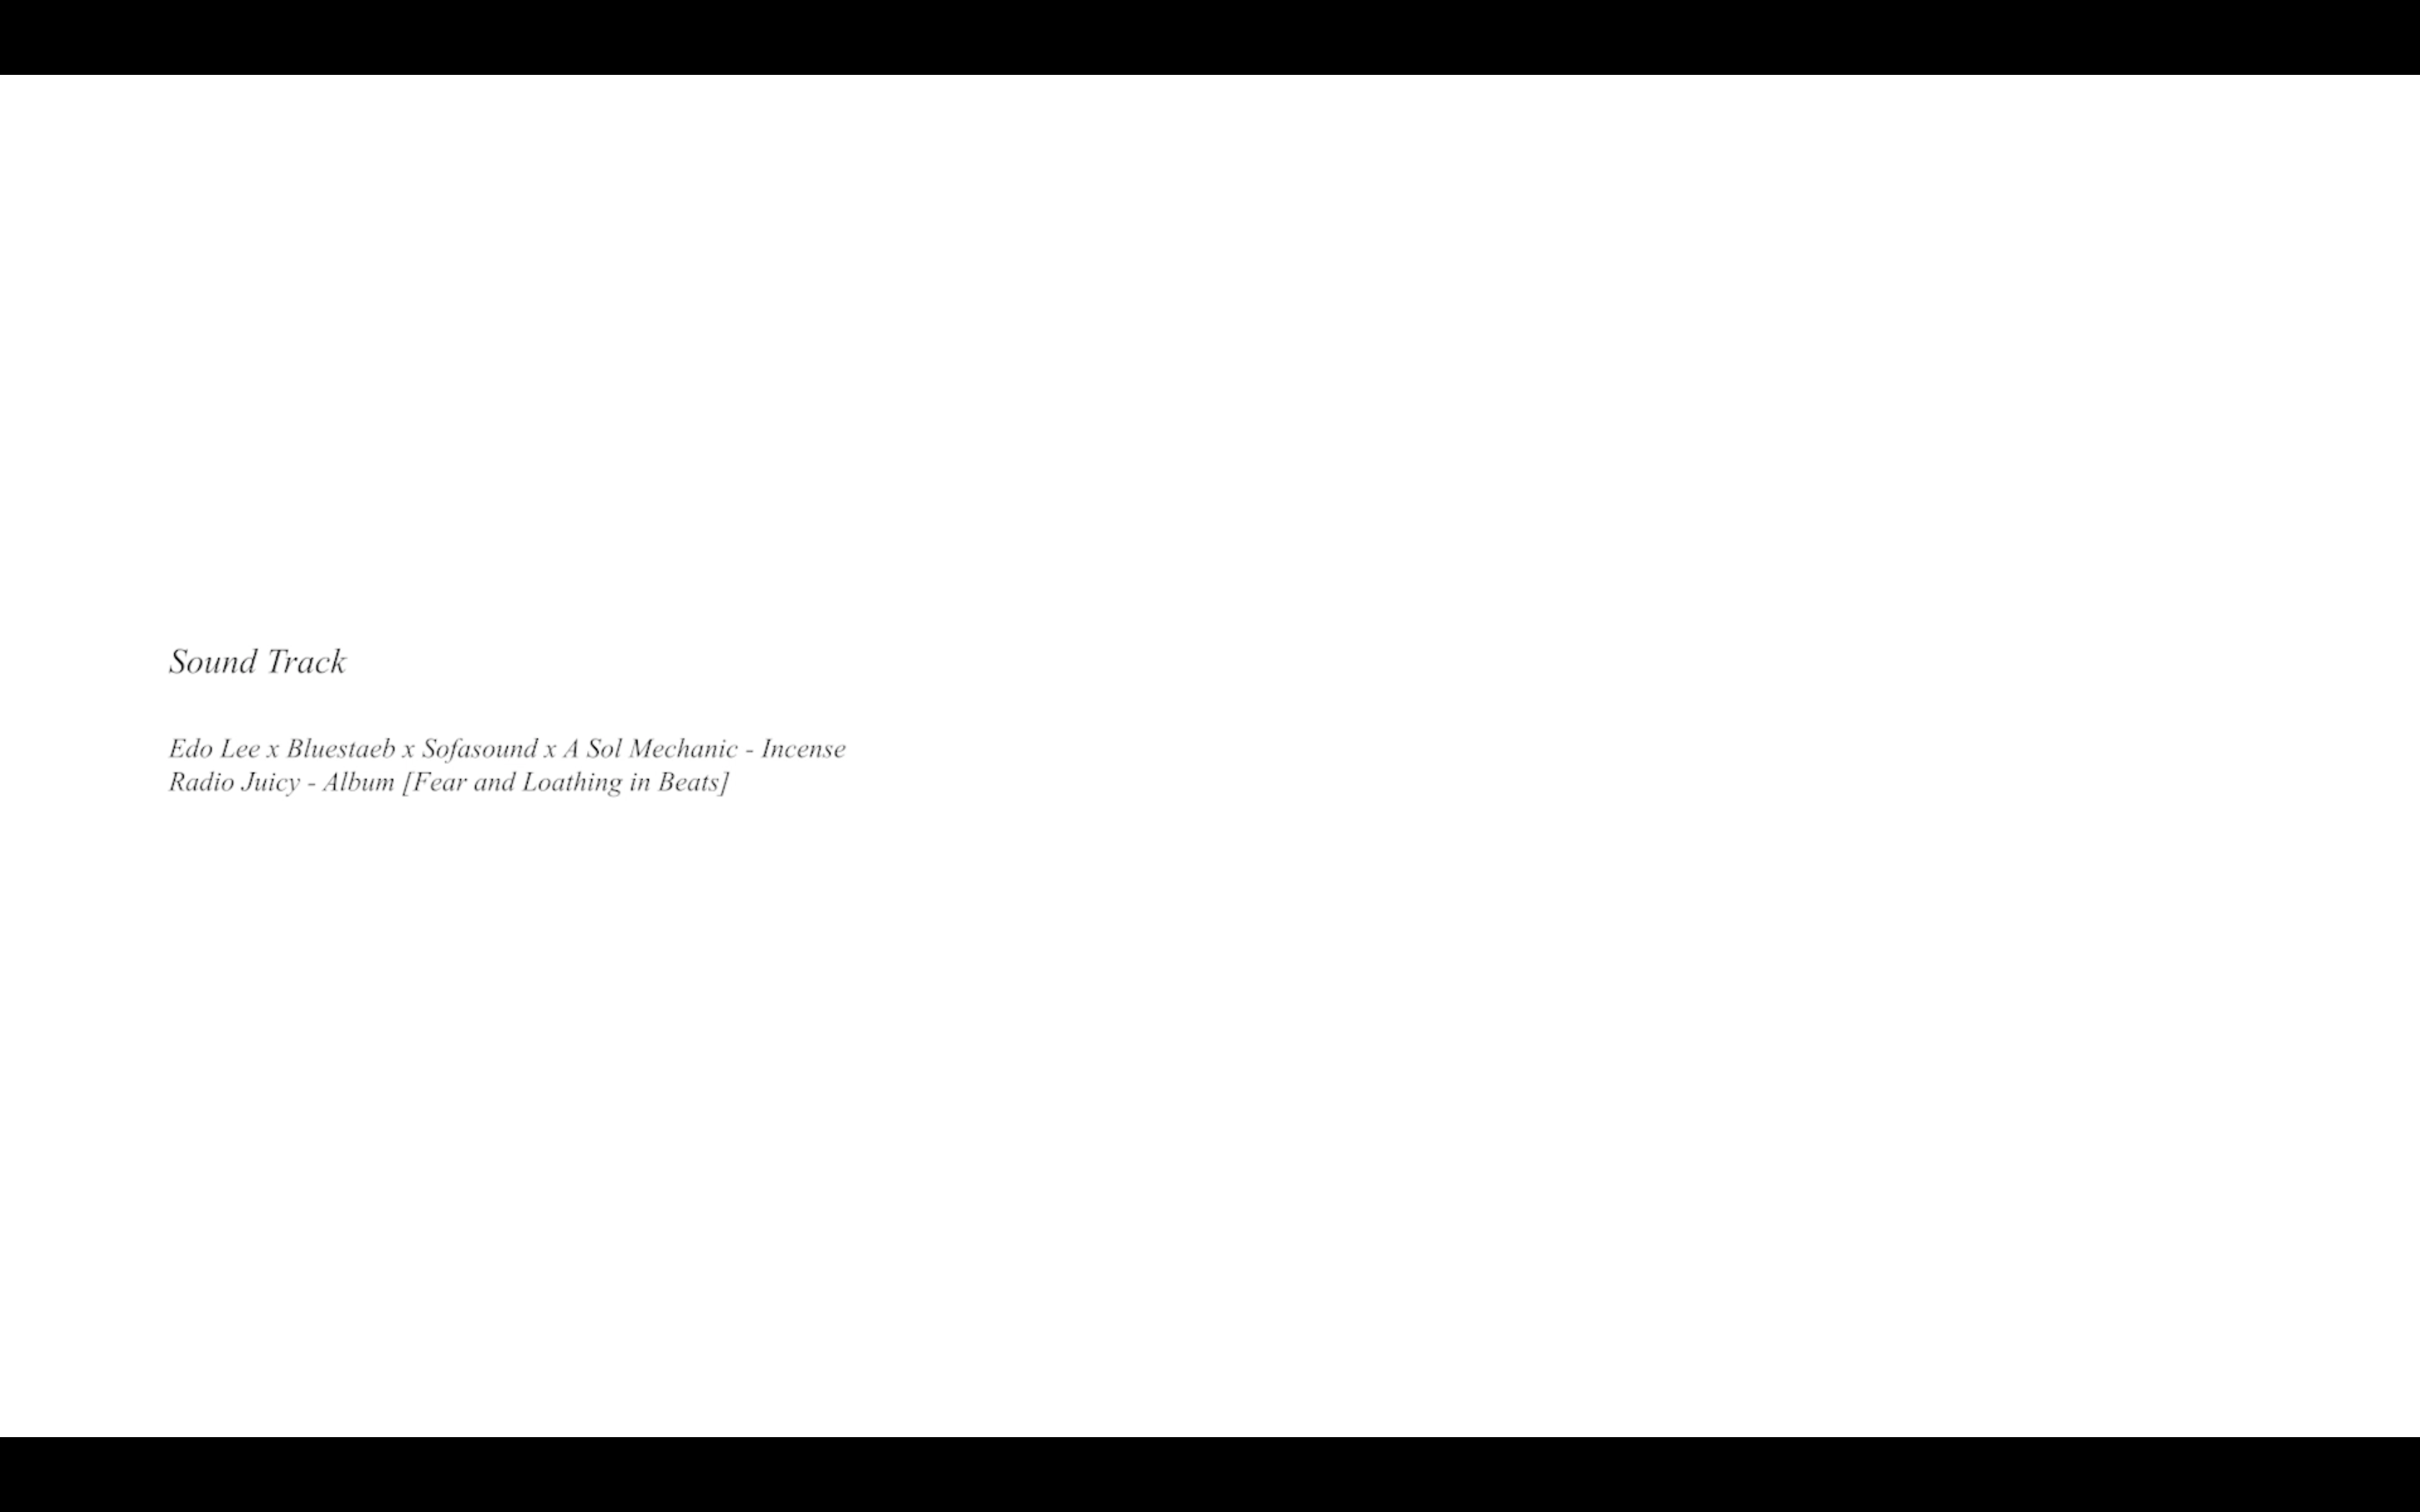 Sound Track
Edo Lee x Bluestaeb x Sofasound x A Sol Mechanic - Incense
Radio Juicy - Album [Fear and Loathing in Beats]